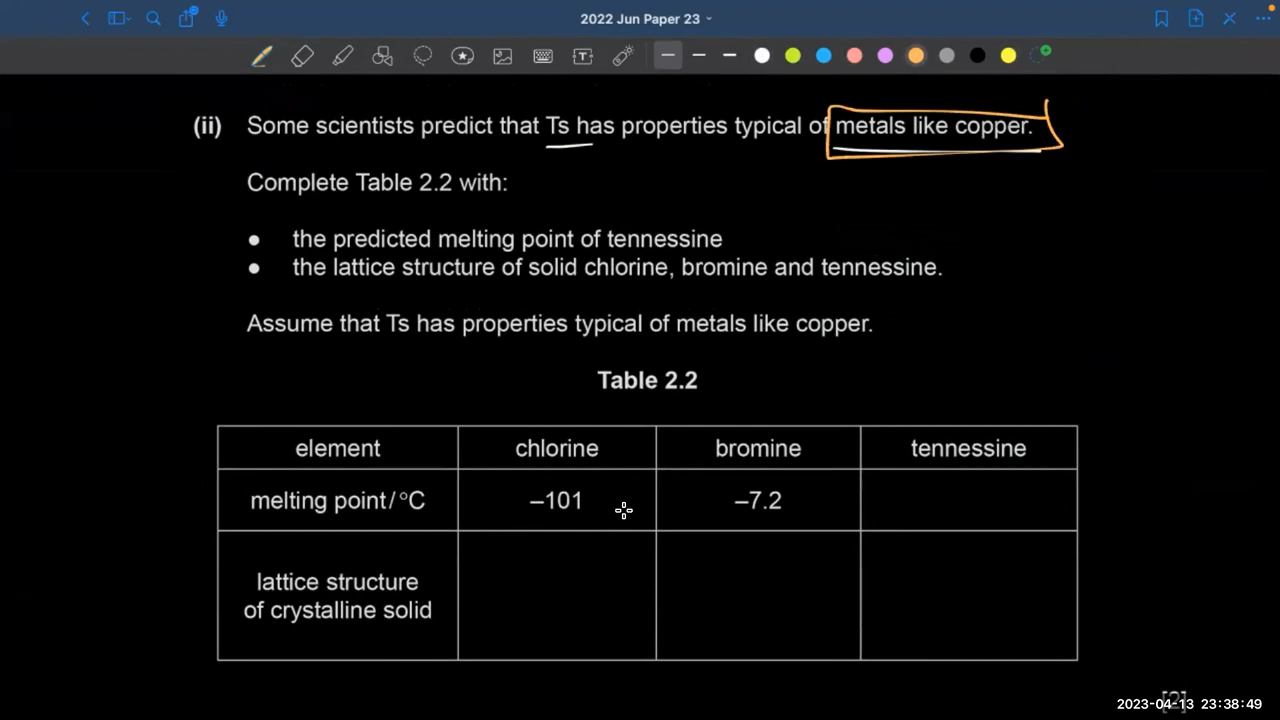 2022 Jun Paper 23
(ii) Some scientists predict that Ts has properties typical of metals like copper.
Complete Table 2.2 with:
● the predicted melting point of tennessine
● the lattice structure of solid chlorine, bromine and tennessine.
Assume that Ts has properties typical of metals like copper.
Table 2.2
element chlorine bromine tennessine
melting point / °C –101 –7.2
lattice structure
of crystalline solid
2023-04-13 23:38:49